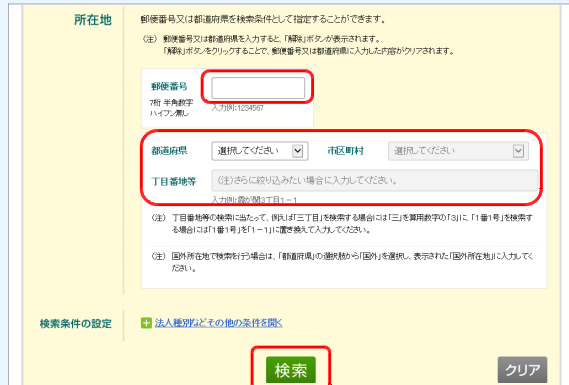 所在地
郵便番号又は都道府県を検索条件として指定することができます。
(注) 郵便番号又は都道府県を入力すると、「解除」ボタンが表示されます。
「解除」ボタンをクリックすることで、郵便番号又は都道府県に入力した内容がクリアされます。
郵便番号
7桁 半角数字
ハイフン無し
入力例:1234567
都道府県 選択してください 市区町村 選択してください
丁目番地等 (注)さらに絞り込みたい場合に入力してください。
入力例:霞が関3丁目1-1
(注) 丁目番地等の検索に当たって、例えば「三丁目」を検索する場合には「三」を算用数字の「3」に、「1番1号」を検索す
る場合には「1番1号」を「1-1」に置き換えて入力してください。
(注) 国外所在地で検索を行う場合は、「都道府県」の選択肢から「国外」を選択し、表示された「国外所在地」に入力してく
ださい。
検索条件の設定 法人種別などその他の条件を開く
検索 クリア